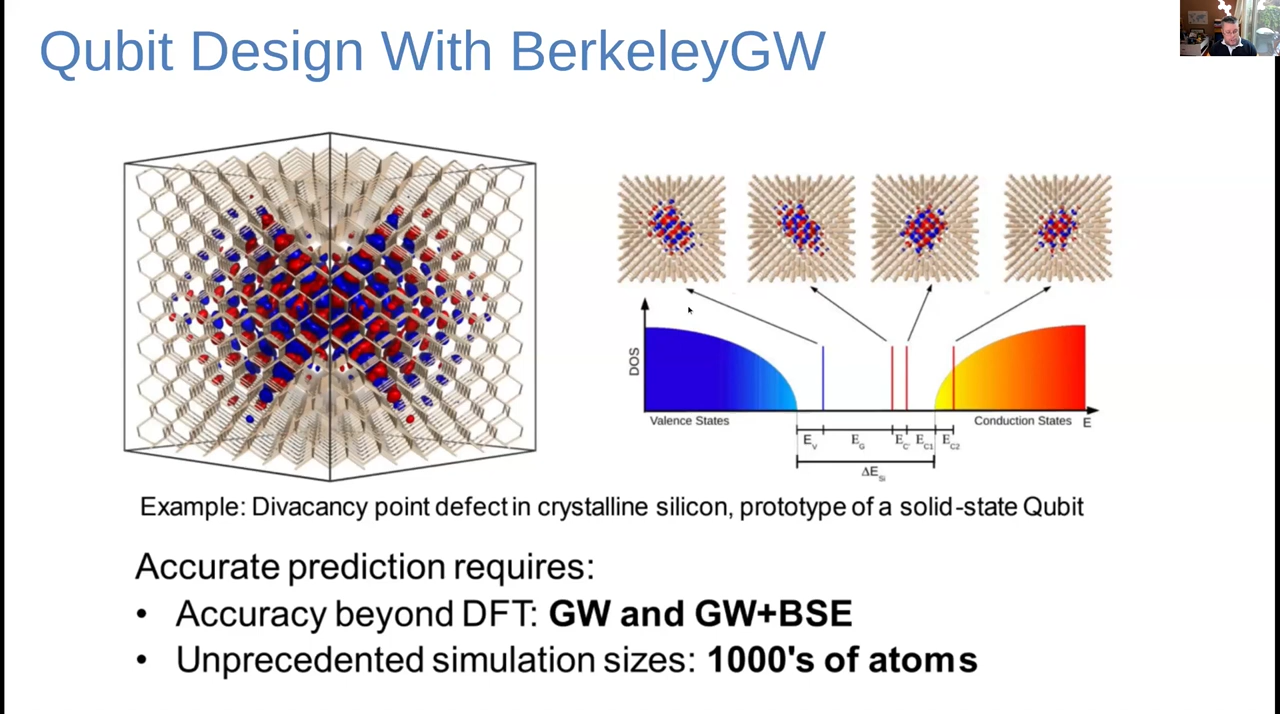 Qubit Design With BerkeleyGW
DOS
Valence States
Conduction States E
E_V E_G E_C E_C1 E_C2
ΔE_Si
Example: Divacancy point defect in crystalline silicon, prototype of a solid-state Qubit
Accurate prediction requires:
• Accuracy beyond DFT: GW and GW+BSE
• Unprecedented simulation sizes: 1000's of atoms